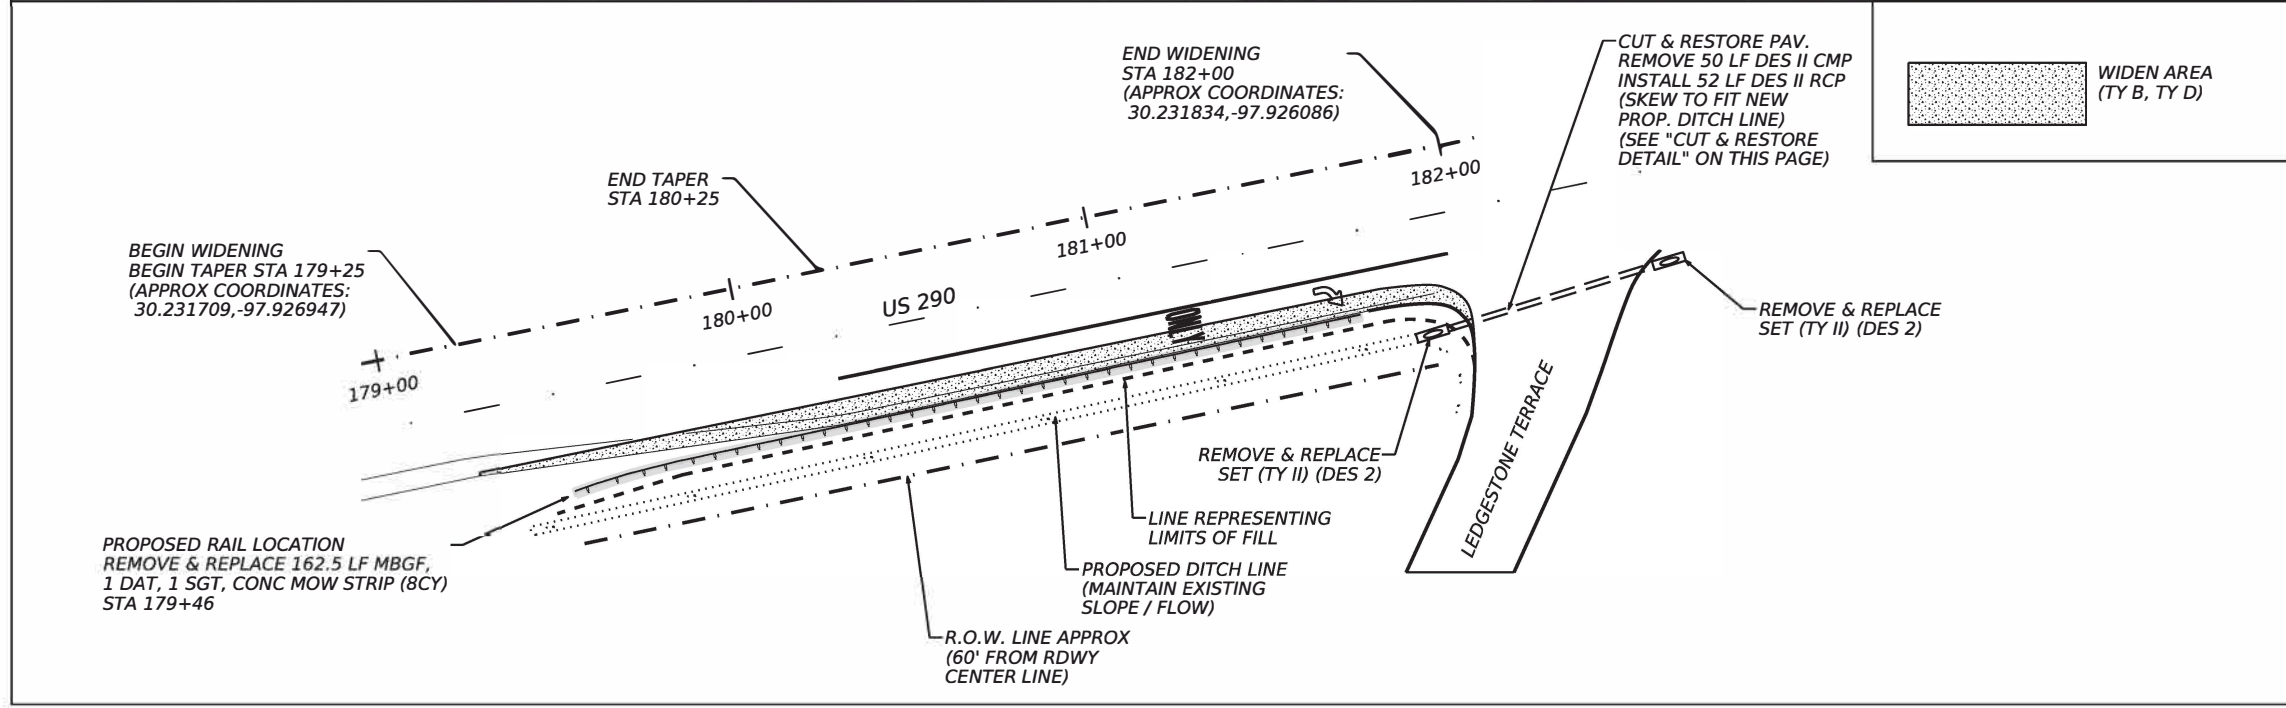 END WIDENING
STA 182+00
(APPROX COORDINATES:
30.231834,-97.926086)
CUT & RESTORE PAV.
REMOVE 50 LF DES II CMP
INSTALL 52 LF DES II RCP
(SKEW TO FIT NEW
PROP. DITCH LINE)
(SEE "CUT & RESTORE
DETAIL" ON THIS PAGE)
WIDEN AREA
(TY B, TY D)
END TAPER
STA 180+25
BEGIN WIDENING
BEGIN TAPER STA 179+25
(APPROX COORDINATES:
30.231709,-97.926947)
179+00
180+00
181+00
182+00
US 290
ONLY
REMOVE & REPLACE
SET (TY II) (DES 2)
REMOVE & REPLACE
SET (TY II) (DES 2)
LEDGESTONE TERRACE
LINE REPRESENTING
LIMITS OF FILL
PROPOSED DITCH LINE
(MAINTAIN EXISTING
SLOPE / FLOW)
R.O.W. LINE APPROX
(60' FROM RDWY
CENTER LINE)
PROPOSED RAIL LOCATION
REMOVE & REPLACE 162.5 LF MBGF,
1 DAT, 1 SGT, CONC MOW STRIP (8CY)
STA 179+46